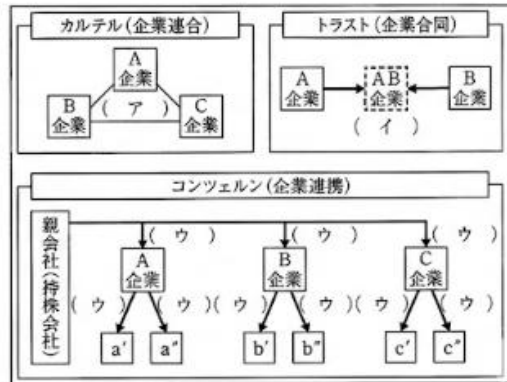 カルテル(企業連合)
A
企業
B
企業
( ア )
C
企業
トラスト(企業合同)
A
企業
AB
企業
B
企業
( イ )
コンツェルン(企業連携)
親会社(持株会社)
( ウ )
( ウ )
( ウ )
A
企業
B
企業
C
企業
( ウ )
( ウ )
( ウ )
( ウ )
( ウ )
( ウ )
a′
a″
b′
b″
c′
c″